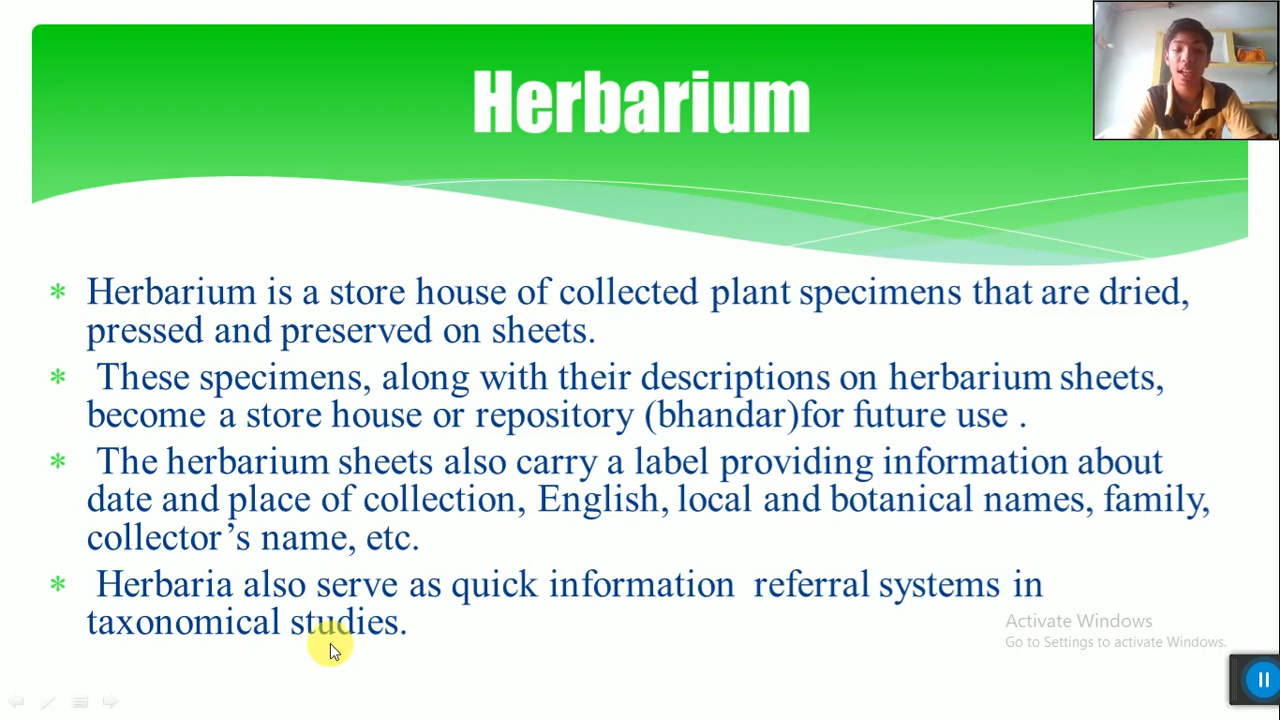 Herbarium
* Herbarium is a store house of collected plant specimens that are dried,
pressed and preserved on sheets.
* These specimens, along with their descriptions on herbarium sheets,
become a store house or repository (bhandar)for future use .
* The herbarium sheets also carry a label providing information about
date and place of collection, English, local and botanical names, family,
collector’s name, etc.
* Herbaria also serve as quick information referral systems in
taxonomical studies.
Activate Windows
Go to Settings to activate Windows.